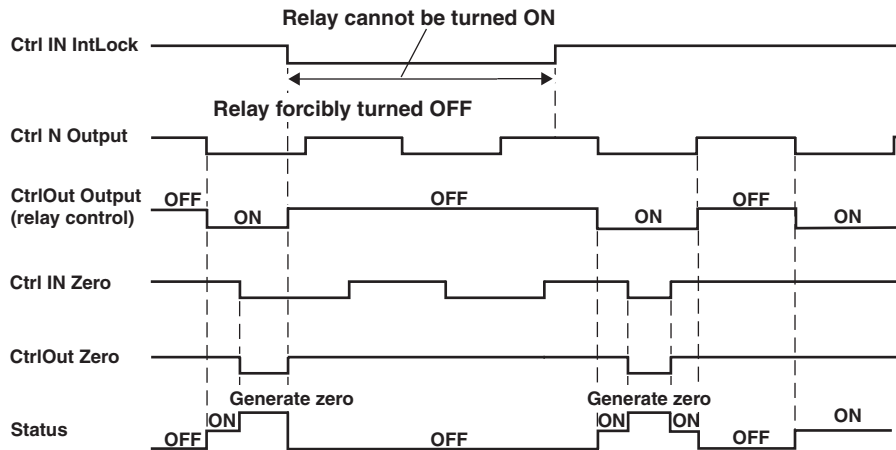 Relay cannot be turned ON
Ctrl IN IntLock
Relay forcibly turned OFF
Ctrl N Output
CtrlOut Output
(relay control)
OFF
ON
OFF
ON
OFF
ON
Ctrl IN Zero
CtrlOut Zero
Generate zero
Generate zero
Status
OFF
ON
OFF
ON
ON
OFF
ON